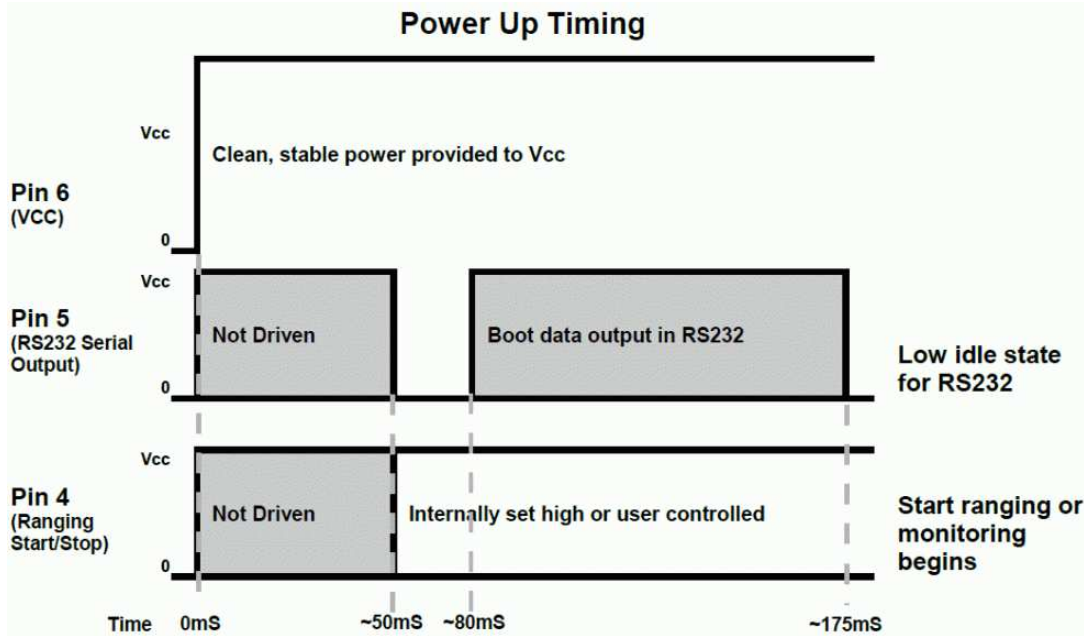 Power Up Timing
Vcc
Clean, stable power provided to Vcc
Pin 6
(VCC)
0
Vcc
Pin 5
(RS232 Serial
Output)
Not Driven
Boot data output in RS232
0
Low idle state
for RS232
Vcc
Pin 4
(Ranging
Start/Stop)
Not Driven
Internally set high or user controlled
0
Start ranging or
monitoring
begins
Time 0mS ~50mS ~80mS ~175mS